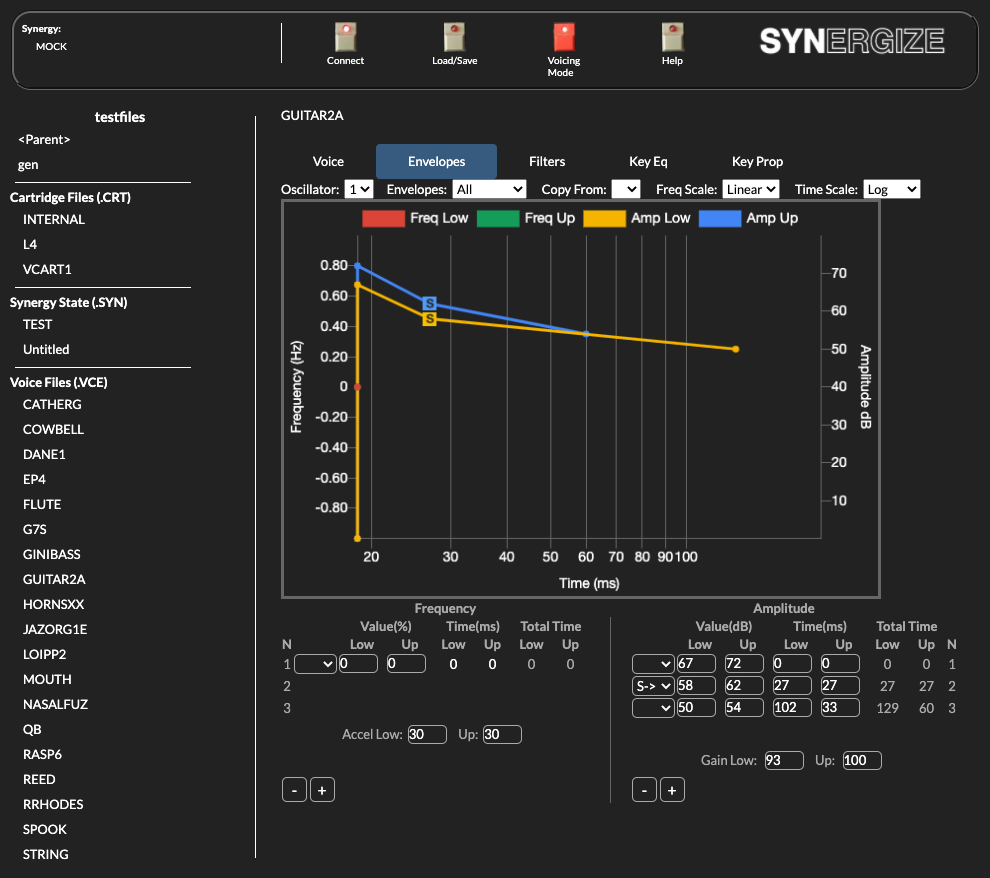 Synergy:
MOCK
Connect
Load/Save
Voicing
Mode
Help
SYNERGIZE
testfiles
<Parent>
gen
Cartridge Files (.CRT)
INTERNAL
L4
VCART1
Synergy State (.SYN)
TEST
Untitled
Voice Files (.VCE)
CATHERG
COWBELL
DANE1
EP4
FLUTE
G7S
GINIBASS
GUITAR2A
HORNSXX
JAZORG1E
LOIPP2
MOUTH
NASALFUZ
QB
RASP6
REED
RRHODES
SPOOK
STRING
GUITAR2A
Voice Envelopes Filters Key Eq Key Prop
Oscillator: 1 Envelopes: All Copy From: Freq Scale: Linear Time Scale: Log
Freq Low Freq Up Amp Low Amp Up
0.80
0.60
0.40
0.20
0
-0.20
-0.40
-0.60
-0.80
Frequency (Hz)
S
S
70
60
50
40
30
20
10
Amplitude dB
20 30 40 50 60 70 80 90 100
Time (ms)
Frequency
Value(%) Time(ms) Total Time
N Low Up Low Up Low Up
1 0 0 0 0 0 0
2
3
Accel Low: 30 Up: 30
- +
Amplitude
Value(dB) Time(ms) Total Time
Low Up Low Up Low Up N
67 72 0 0 0 0 1
S-> 58 62 27 27 27 27 2
50 54 102 33 129 60 3
Gain Low: 93 Up: 100
- +